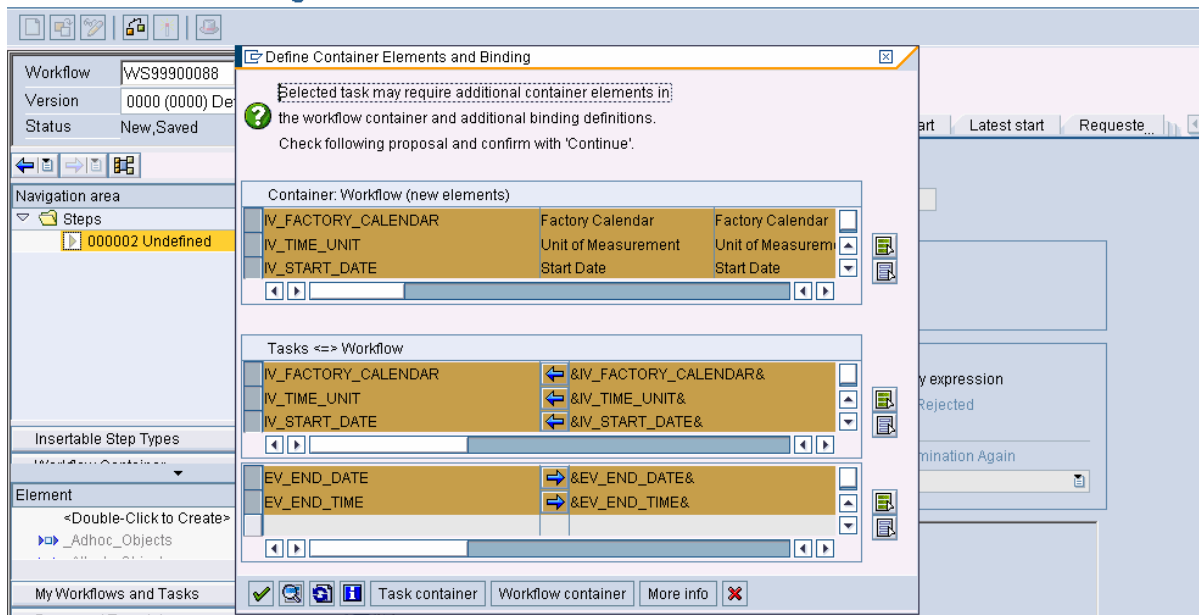 Define Container Elements and Binding
Workflow WS99900088
Version 0000 (0000) De
Status New,Saved
Selected task may require additional container elements in
the workflow container and additional binding definitions.
Check following proposal and confirm with 'Continue'.
art Latest start Requeste...
Navigation area
Steps
000002 Undefined
Container: Workflow (new elements)
IV_FACTORY_CALENDAR Factory Calendar Factory Calendar
IV_TIME_UNIT Unit of Measurement Unit of Measurem
IV_START_DATE Start Date Start Date
Tasks <=> Workflow
IV_FACTORY_CALENDAR &IV_FACTORY_CALENDAR&
IV_TIME_UNIT &IV_TIME_UNIT&
IV_START_DATE &IV_START_DATE&
y expression
Rejected
mination Again
Insertable Step Types
EV_END_DATE &EV_END_DATE&
EV_END_TIME &EV_END_TIME&
Element
<Double-Click to Create>
_Adhoc_Objects
My Workflows and Tasks
Task container Workflow container More info